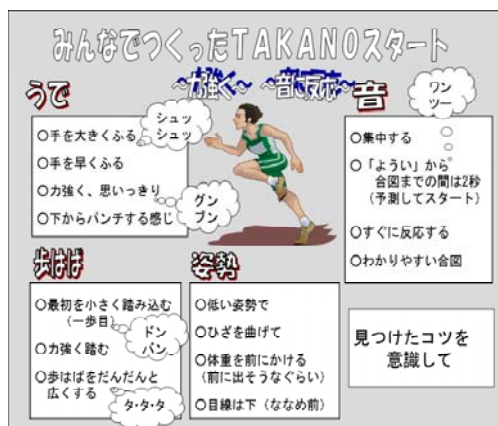 みんなでつくったTAKANOスタート
～力強く～ ～音に反応～
うで
シュッ
シュッ
○手を大きくふる
○手を早くふる
○力強く、思いっきり
○下からパンチする感じ
グン
ブン
音
ワン
ツー
○集中する
○「ようい」から
合図までの間は2秒
（予測してスタート）
○すぐに反応する
○わかりやすい合図
歩はば
○最初を小さく踏み込む
（一歩目）
○力強く踏む
○歩はばをだんだんと
広くする
ドン
バン
タ・タ・タ
姿勢
○低い姿勢で
○ひざを曲げて
○体重を前にかける
（前に出そうなぐらい）
○目線は下（ななめ前）
見つけたコツを
意識して